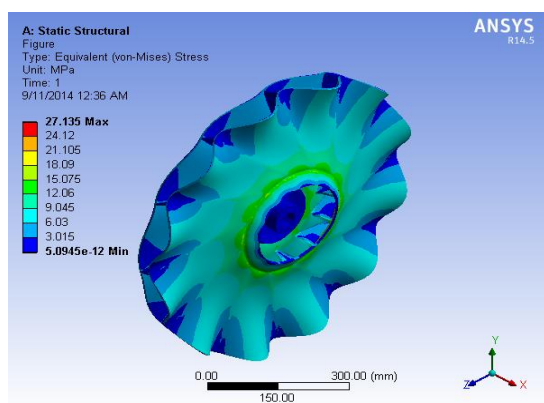 A: Static Structural
Figure
Type: Equivalent (von-Mises) Stress
Unit: MPa
Time: 1
9/11/2014 12:36 AM
27.135 Max
24.12
21.105
18.09
15.075
12.06
9.045
6.03
3.015
5.0945e-12 Min
ANSYS
R14.5
0.00
300.00 (mm)
150.00
Y
Z
X